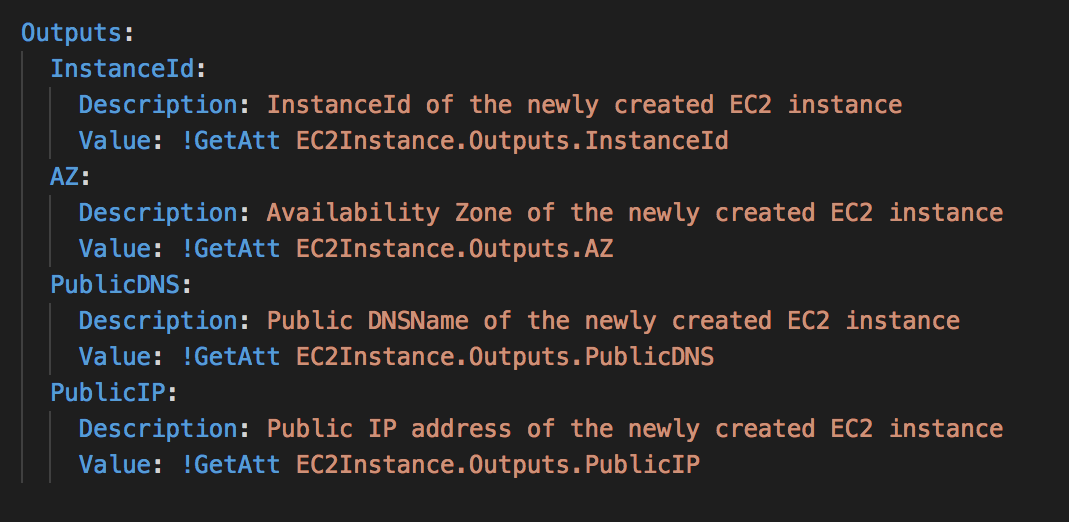 Outputs:
InstanceId:
Description: InstanceId of the newly created EC2 instance
Value: !GetAtt EC2Instance.Outputs.InstanceId
AZ:
Description: Availability Zone of the newly created EC2 instance
Value: !GetAtt EC2Instance.Outputs.AZ
PublicDNS:
Description: Public DNSName of the newly created EC2 instance
Value: !GetAtt EC2Instance.Outputs.PublicDNS
PublicIP:
Description: Public IP address of the newly created EC2 instance
Value: !GetAtt EC2Instance.Outputs.PublicIP